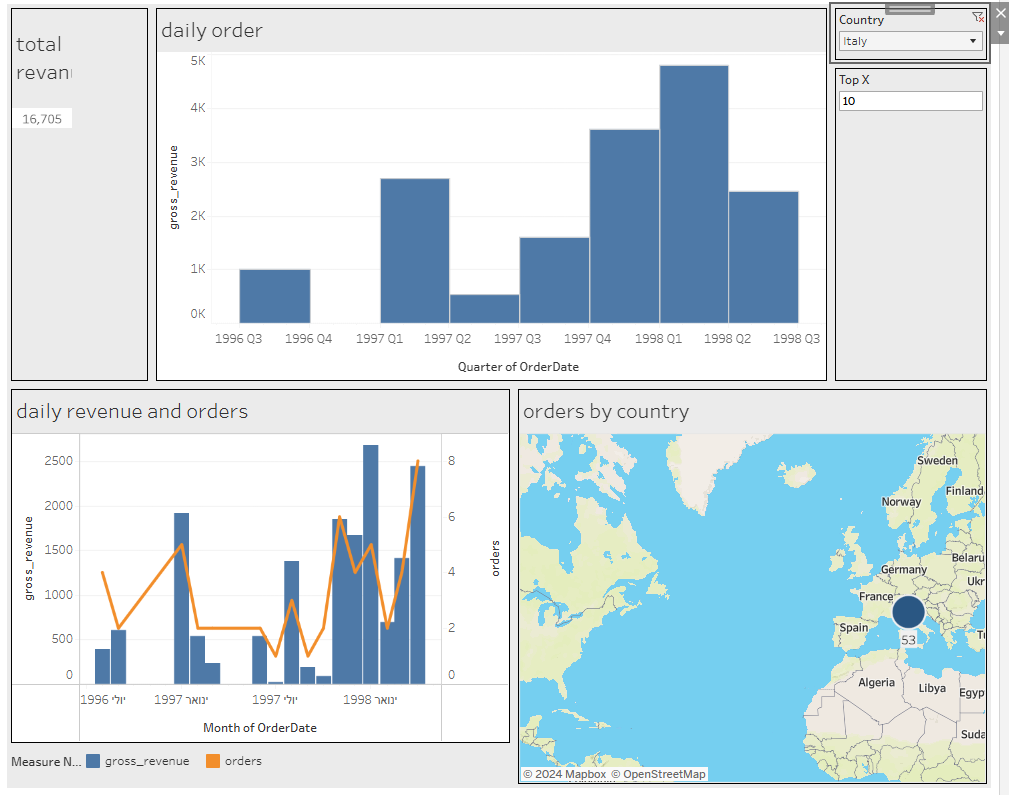 total
revanu
16,705
daily order
5K
4K
3K
2K
1K
0K
gross_revenue
1996 Q3 1996 Q4 1997 Q1 1997 Q2 1997 Q3 1997 Q4 1998 Q1 1998 Q2 1998 Q3
Quarter of OrderDate
Country
Italy
Top X
10
daily revenue and orders
2500
2000
1500
1000
500
0
gross_revenue
8
6
4
2
0
orders
יולי 1996 ינואר 1997 יולי 1997 ינואר 1998
Month of OrderDate
Measure N... gross_revenue orders
orders by country
Sweden
Finland
Norway
Belaru
Germany
Ukr
France
Spain
53
Algeria
Libya
Egyp
Suda
© 2024 Mapbox © OpenStreetMap